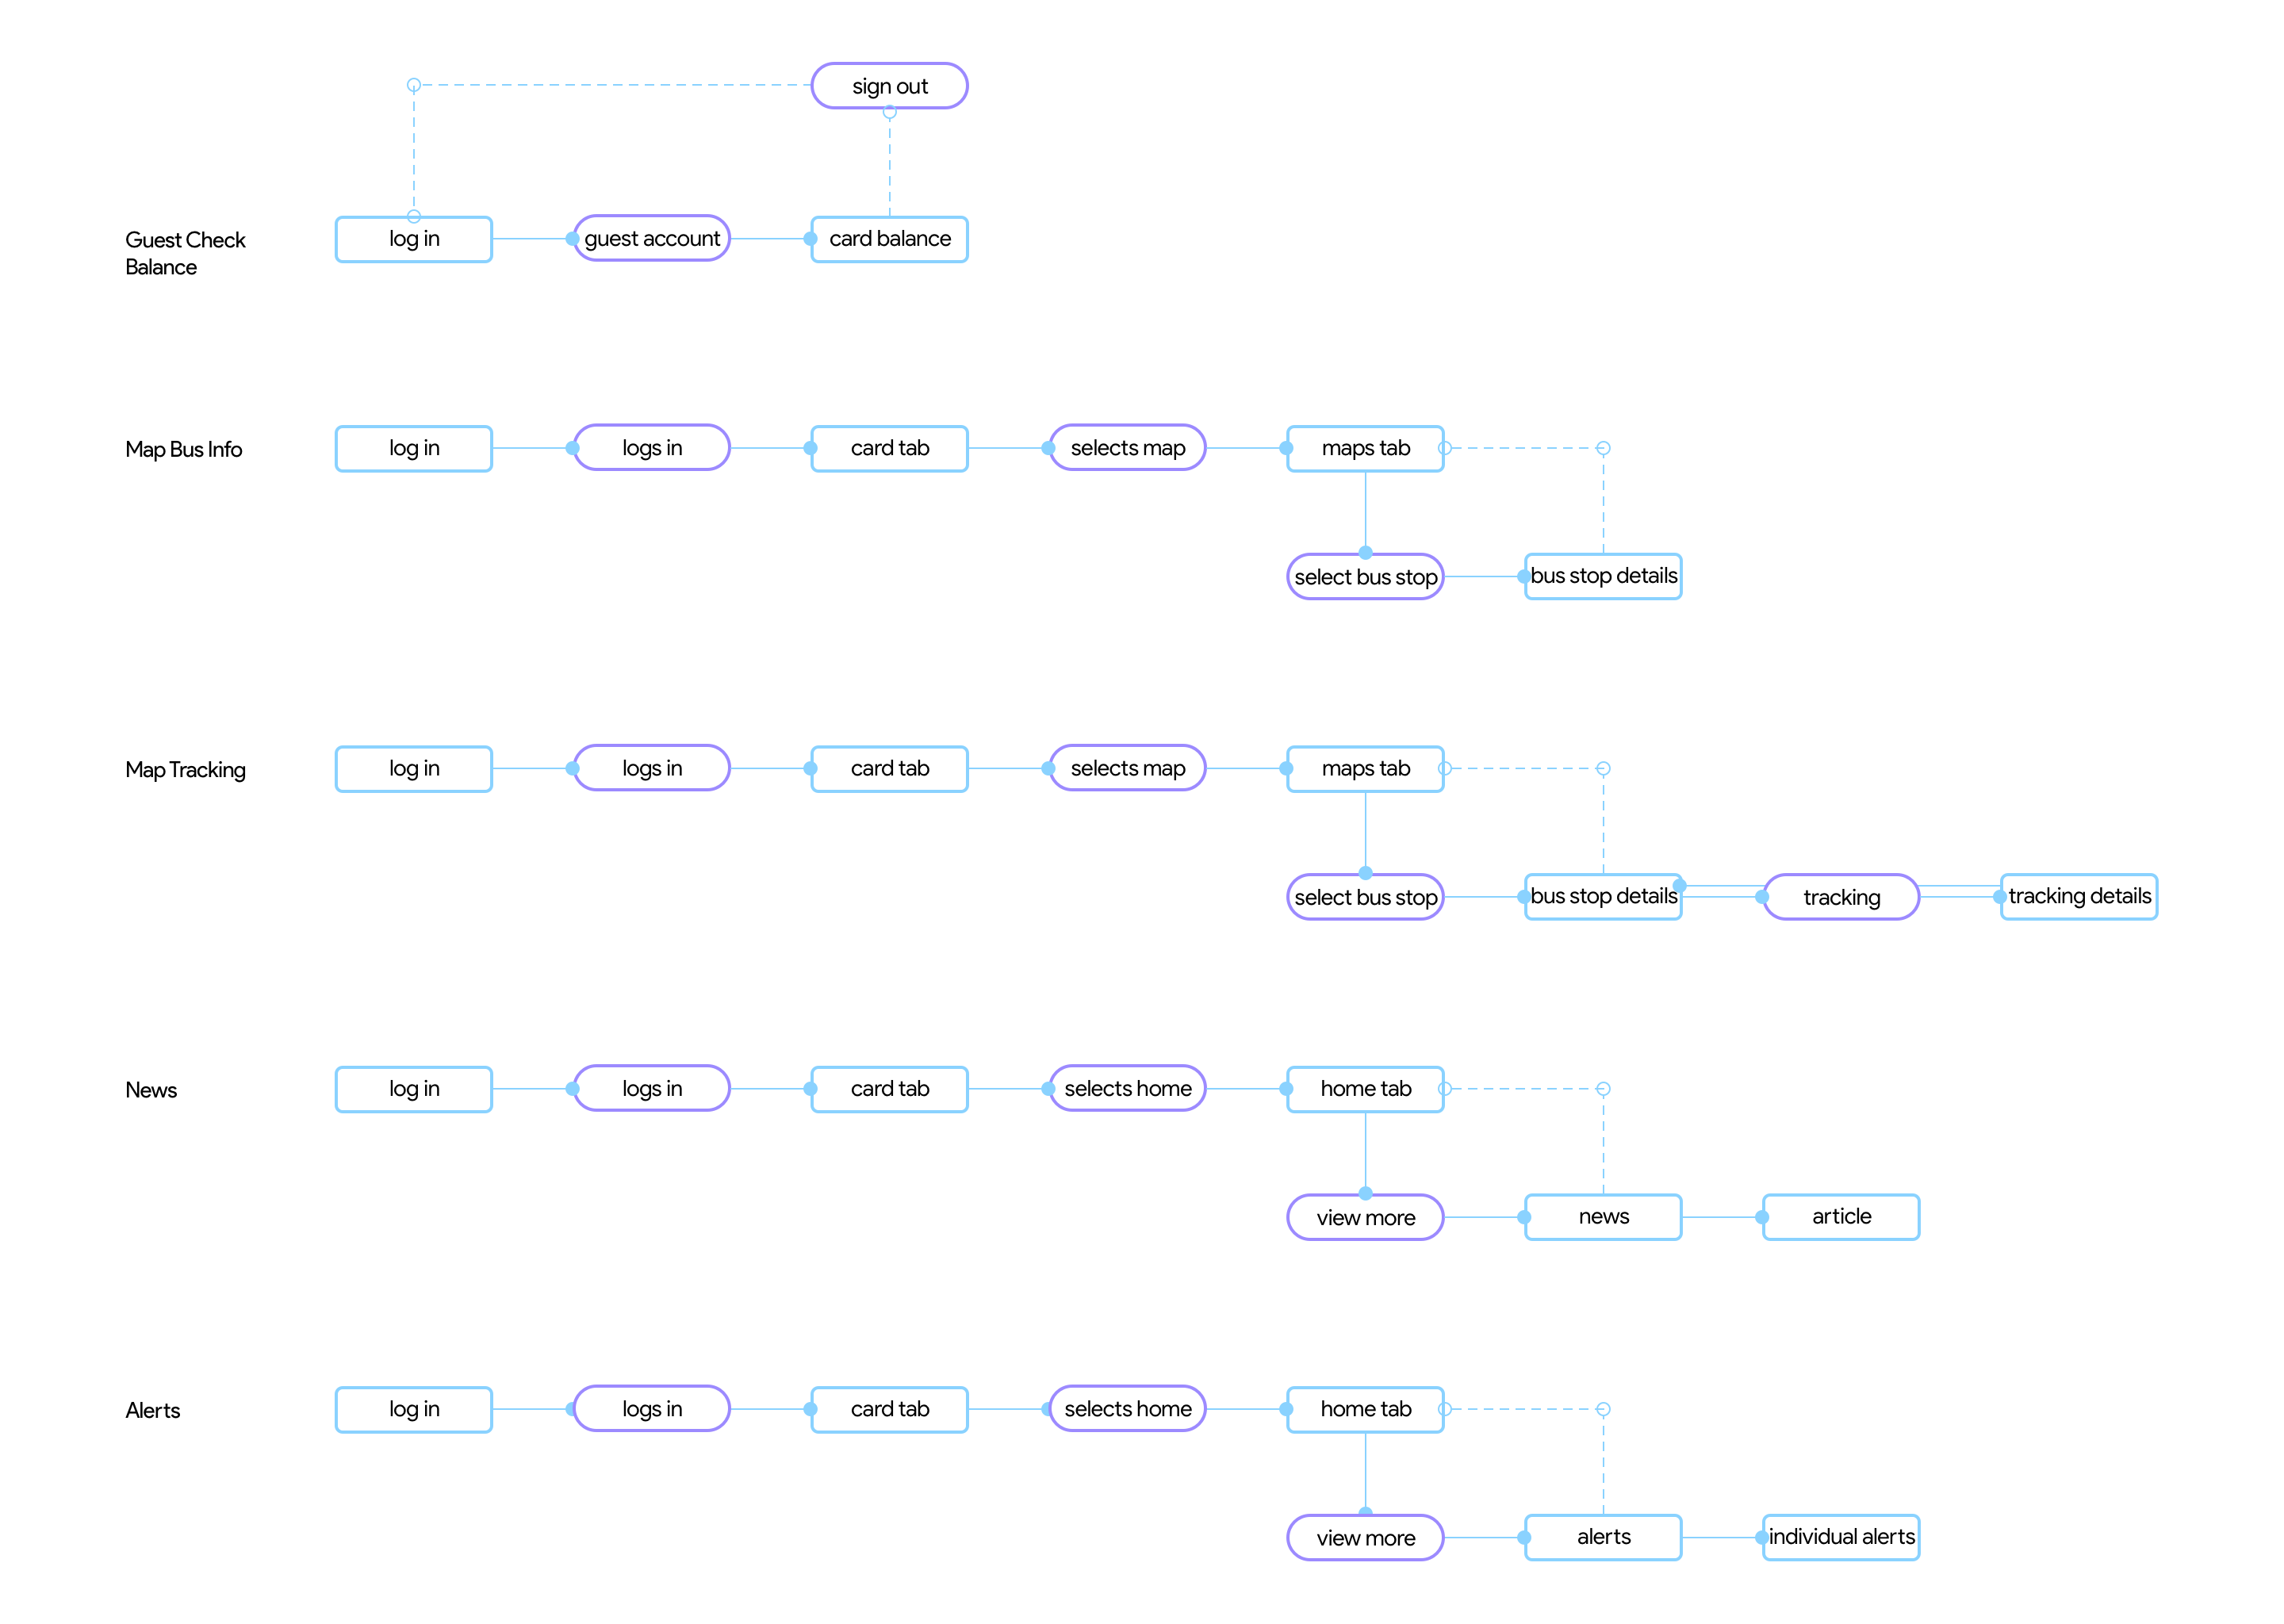 sign out
Guest Check
Balance
log in
guest account
card balance
Map Bus Info
log in
logs in
card tab
selects map
maps tab
select bus stop
bus stop details
Map Tracking
log in
logs in
card tab
selects map
maps tab
select bus stop
bus stop details
tracking
tracking details
News
log in
logs in
card tab
selects home
home tab
view more
news
article
Alerts
log in
logs in
card tab
selects home
home tab
view more
alerts
individual alerts